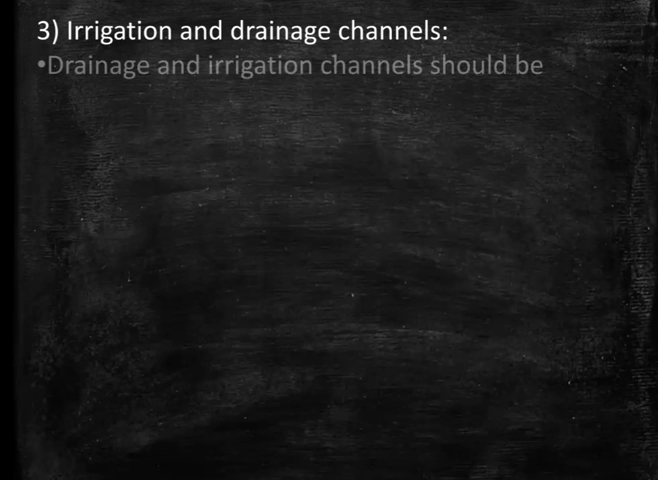 3) Irrigation and drainage channels:
•Drainage and irrigation channels should be